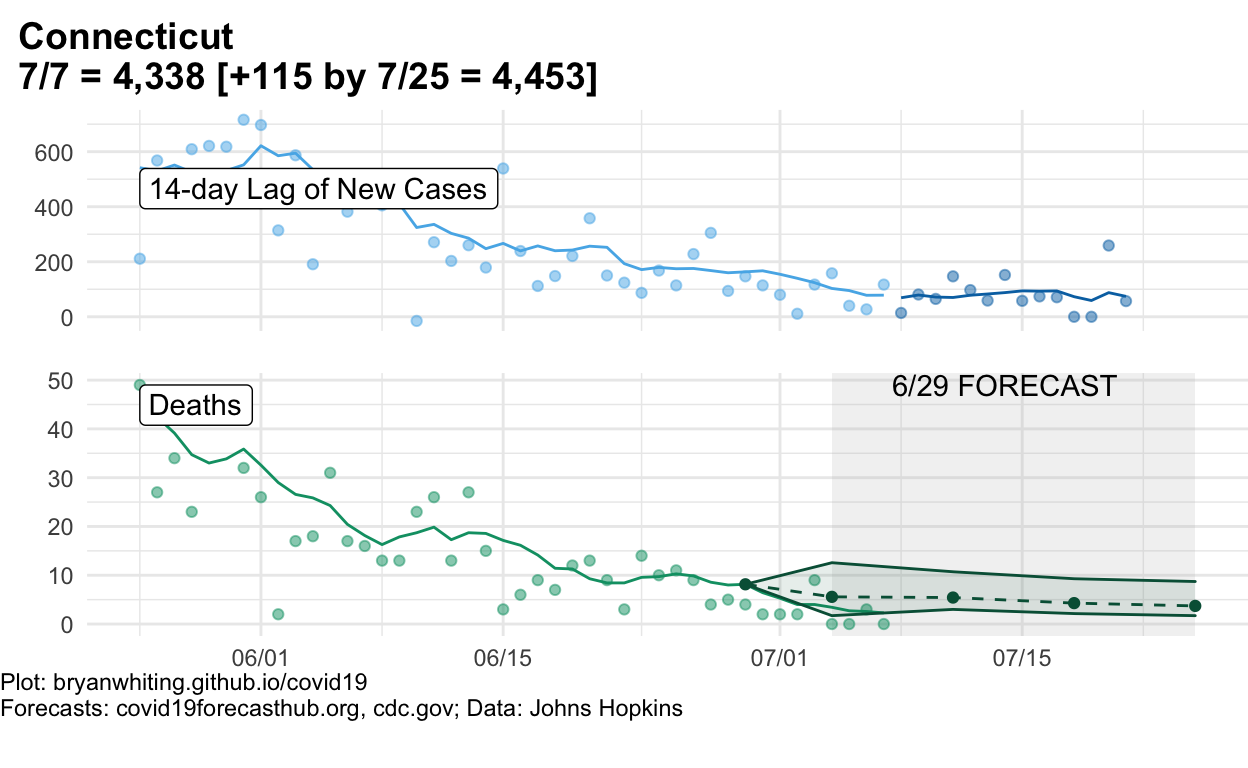 Connecticut
7/7 = 4,338 [+115 by 7/25 = 4,453]
600
400
200
0
14-day Lag of New Cases
50
40
30
20
10
0
Deaths
6/29 FORECAST
06/01 06/15 07/01 07/15
Plot: bryanwhiting.github.io/covid19
Forecasts: covid19forecasthub.org, cdc.gov; Data: Johns Hopkins